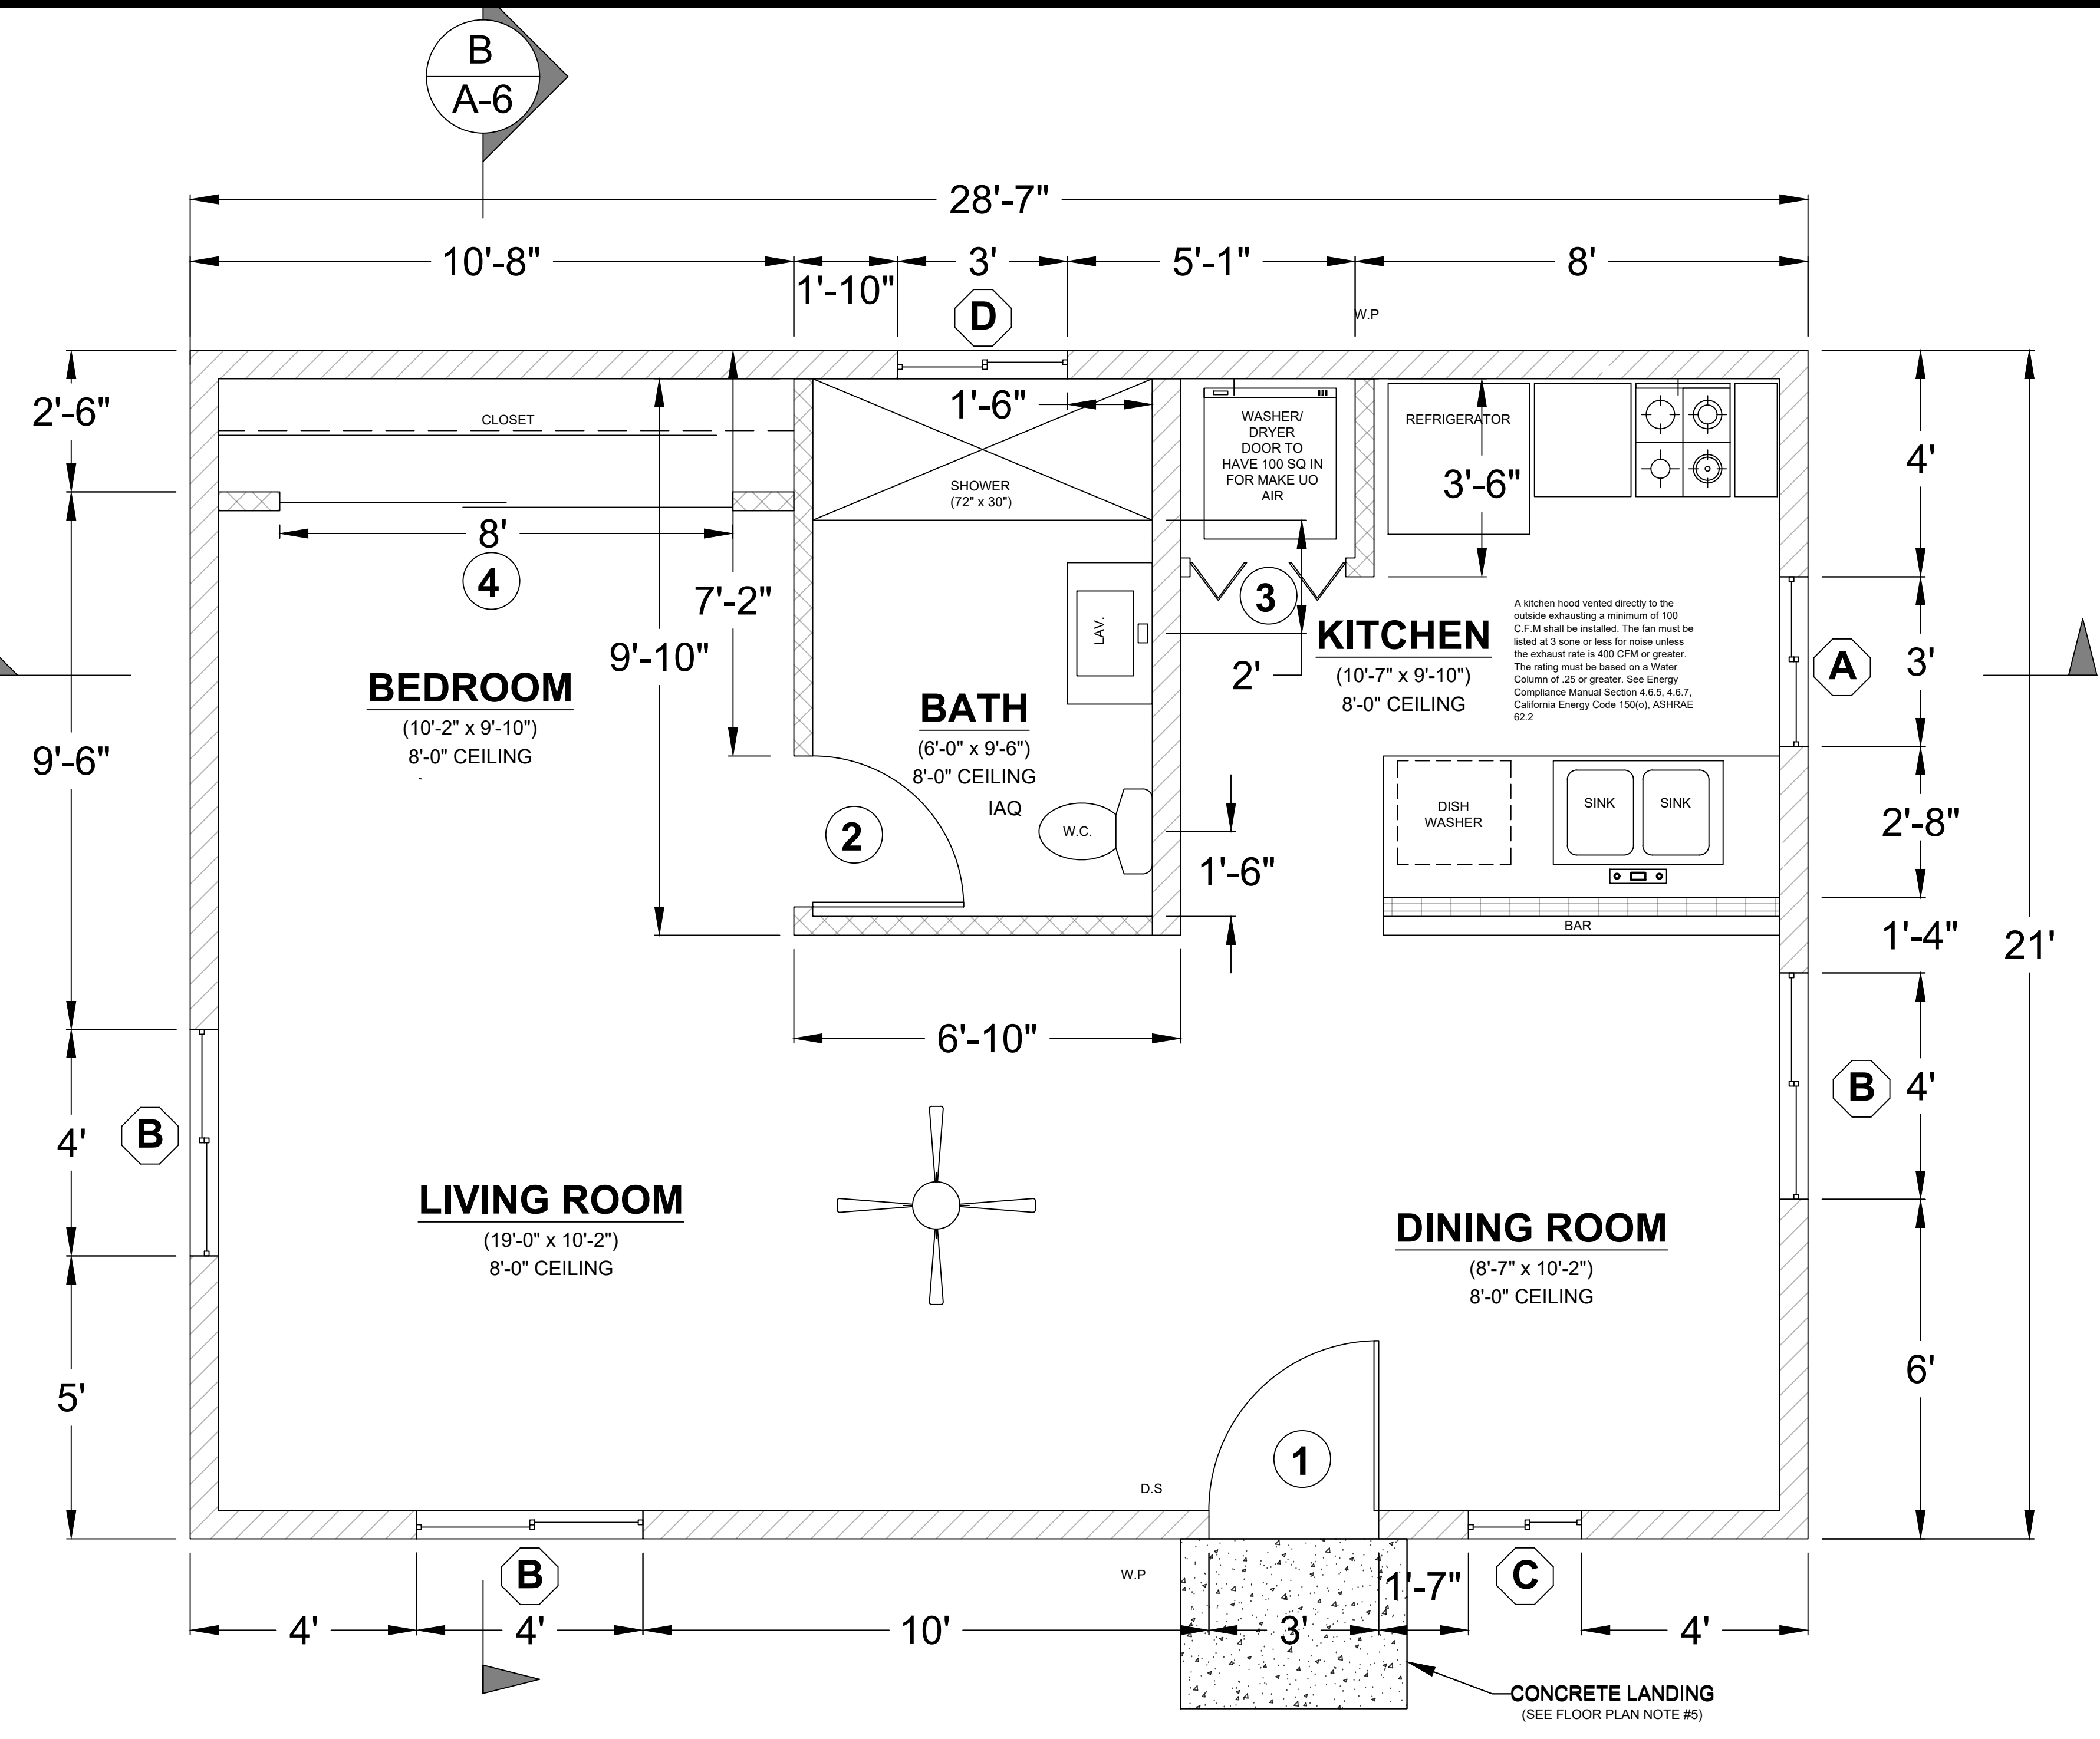 B
A-6
28'-7"
10'-8"
1'-10"
3'
5'-1"
8'
D
W.P
2'-6"
CLOSET
1'-6"
SHOWER
(72" x 30")
WASHER/
DRYER
DOOR TO
HAVE 100 SQ IN
FOR MAKE UO
AIR
REFRIGERATOR
3'-6"
4'
8'
4
7'-2"
9'-10"
LAV.
3
2'
KITCHEN
(10'-7" x 9'-10")
8'-0" CEILING
A kitchen hood vented directly to the
outside exhausting a minimum of 100
C.F.M shall be installed. The fan must be
listed at 3 sone or less for noise unless
the exhaust rate is 400 CFM or greater.
The rating must be based on a Water
Column of .25 or greater. See Energy
Compliance Manual Section 4.6.5, 4.6.7,
California Energy Code 150(o), ASHRAE
62.2
A
3'
BEDROOM
(10'-2" x 9'-10")
8'-0" CEILING
BATH
(6'-0" x 9'-6")
8'-0" CEILING
IAQ
9'-6"
2
W.C.
1'-6"
DISH
WASHER
SINK
SINK
BAR
2'-8"
1'-4"
21'
6'-10"
B
4'
B
4'
LIVING ROOM
(19'-0" x 10'-2")
8'-0" CEILING
DINING ROOM
(8'-7" x 10'-2")
8'-0" CEILING
5'
6'
1
D.S
W.P
B
C
1'-7"
4'
4'
10'
3'
4'
CONCRETE LANDING
(SEE FLOOR PLAN NOTE #5)